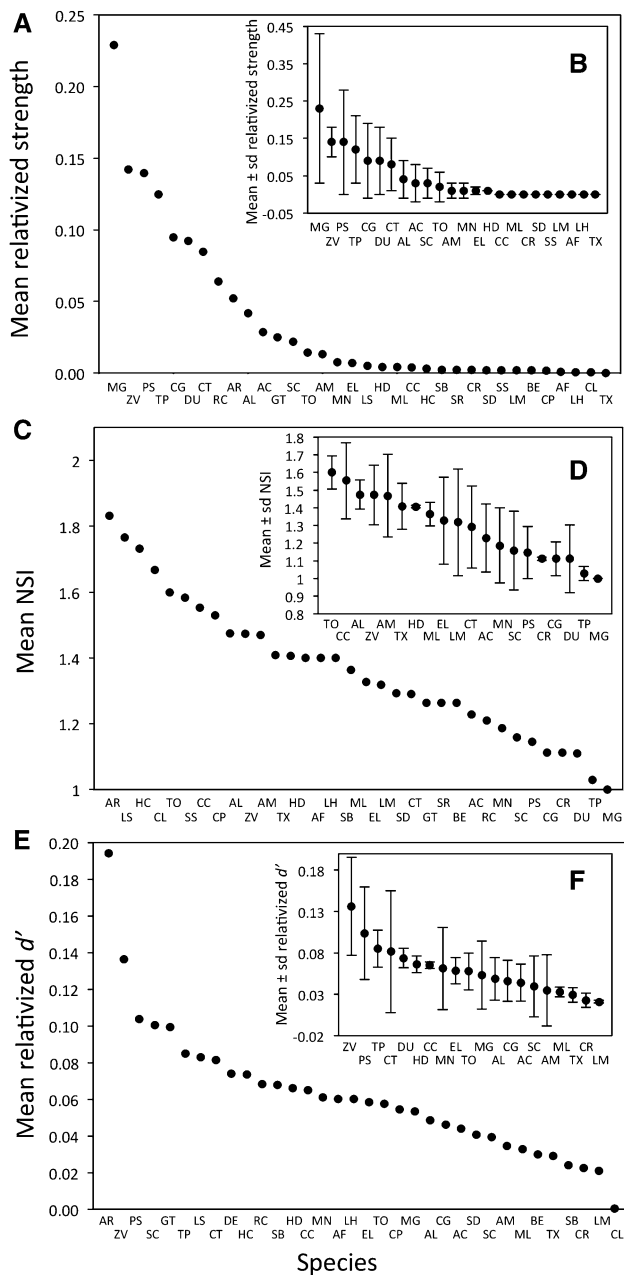 A
Mean relativized strength
0.25
0.20
0.15
0.10
0.05
0.00
MG PS CG CT AR AC SC AM EL HD CC SB CR SS BE AF CL
ZV TP DU RC AL GT TO MN LS ML HC SR SD LM CP LH TX
B
Mean ± sd relativized strength
0.45
0.35
0.25
0.15
0.05
-0.05
MG PS CG CT AC TO MN HD ML SD LM LH
ZV TP DU AL SC AM EL CC CR SS AF TX
C
Mean NSI
2
1.8
1.6
1.4
1.2
1
AR HC TO CC AL AM HD LH ML LM CT SR AC MN PS CR TP
LS CL SS CP ZV TX AF SB EL SD GT BE RC SC CG DU MG
D
Mean ± sd NSI
1.8
1.7
1.6
1.5
1.4
1.3
1.2
1.1
1
0.9
0.8
TO AL AM HD EL CT MN PS CG TP
CC ZV TX ML LM AC SC CR DU MG
E
Mean relativized d’
0.20
0.18
0.16
0.14
0.12
0.10
0.08
0.06
0.04
0.02
0.00
AR PS GT LS DE RC HD MN LH TO MG CG SD AM BE SB LM
ZV SC TP CT HC SB CC AF EL CP AL AC SC ML TX CR CL
F
Mean ± sd relativized d’
0.18
0.13
0.08
0.03
-0.02
ZV TP DU CC EL MG CG SC ML CR
PS CT HD MN TO AL AC AM TX LM
Species